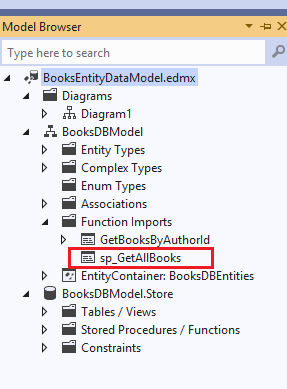 Model Browser
Type here to search
BooksEntityDataModel.edmx
Diagrams
Diagram1
BooksDBModel
Entity Types
Complex Types
Enum Types
Associations
Function Imports
GetBooksByAuthorId
sp_GetAllBooks
EntityContainer: BooksDBEntities
BooksDBModel.Store
Tables / Views
Stored Procedures / Functions
Constraints